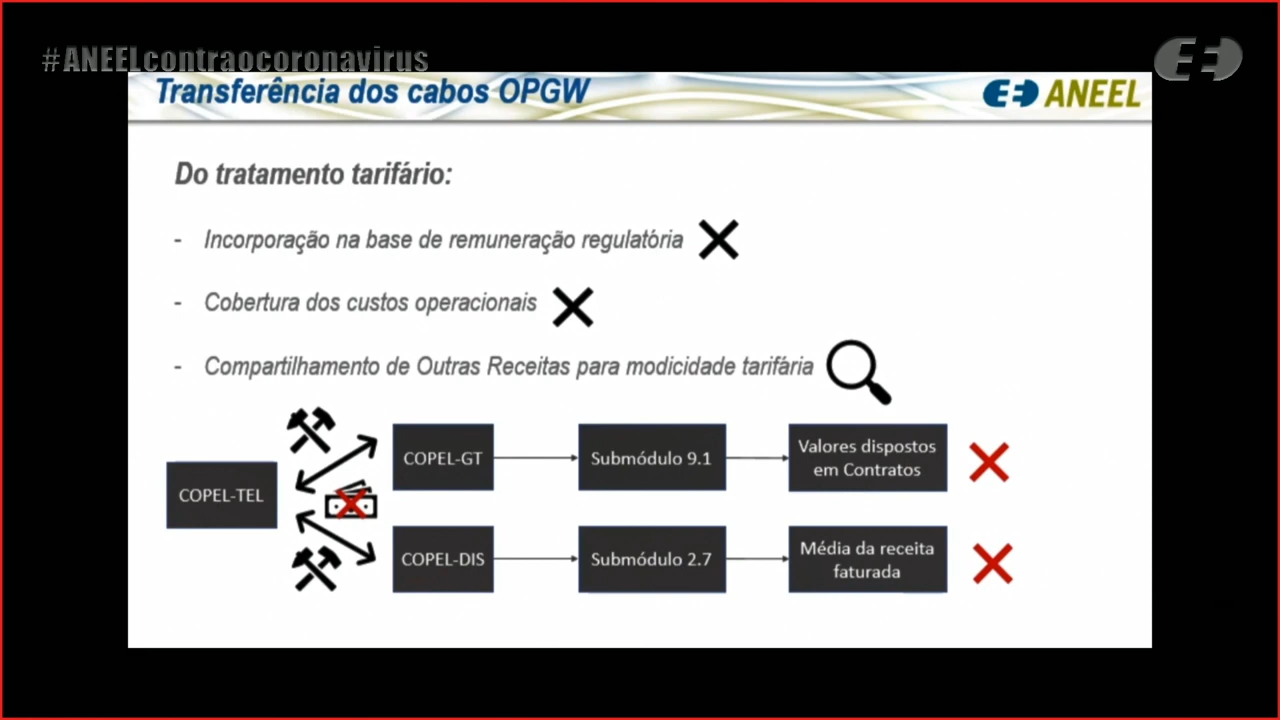 #ANEELcontraocoronavirus
Transferência dos cabos OPGW
ANEEL
Do tratamento tarifário:
- Incorporação na base de remuneração regulatória
- Cobertura dos custos operacionais
- Compartilhamento de Outras Receitas para modicidade tarifária
COPEL-TEL
COPEL-GT
Submódulo 9.1
Valores dispostos
em Contratos
COPEL-DIS
Submódulo 2.7
Média da receita
faturada